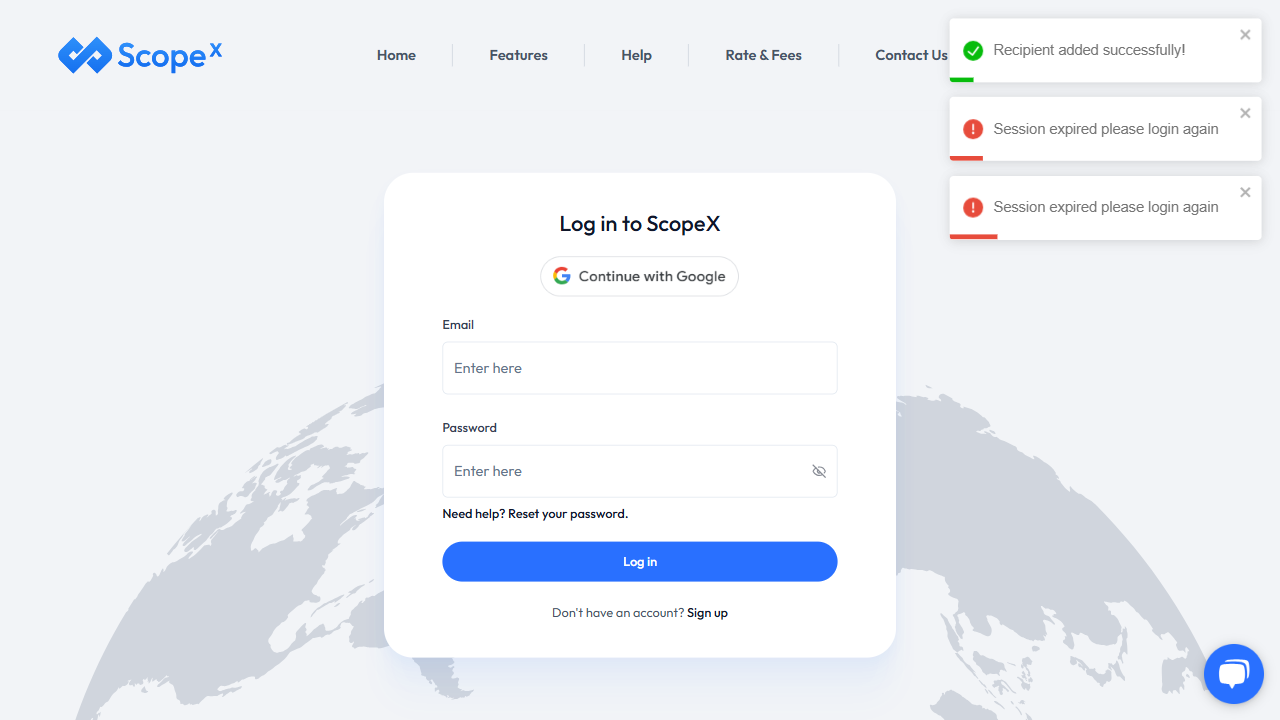 Scope X
Home
Features
Help
Rate & Fees
Contact Us
Recipient added successfully!
Session expired please login again
Session expired please login again
Log in to ScopeX
Continue with Google
Email
Enter here
Password
Enter here
Need help? Reset your password.
Log in
Don't have an account? Sign up